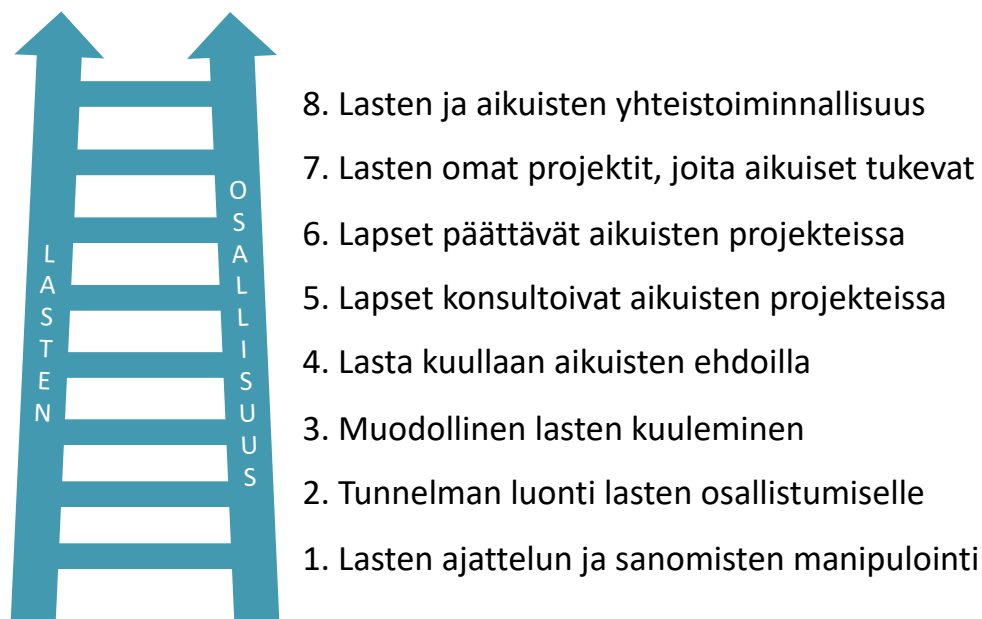 LASTEN
OSALLISUUS
8. Lasten ja aikuisten yhteistoiminnallisuus
7. Lasten omat projektit, joita aikuiset tukevat
6. Lapset päättävät aikuisten projekteissa
5. Lapset konsultoivat aikuisten projekteissa
4. Lasta kuullaan aikuisten ehdoilla
3. Muodollinen lasten kuuleminen
2. Tunnelman luonti lasten osallistumiselle
1. Lasten ajattelun ja sanomisten manipulointi